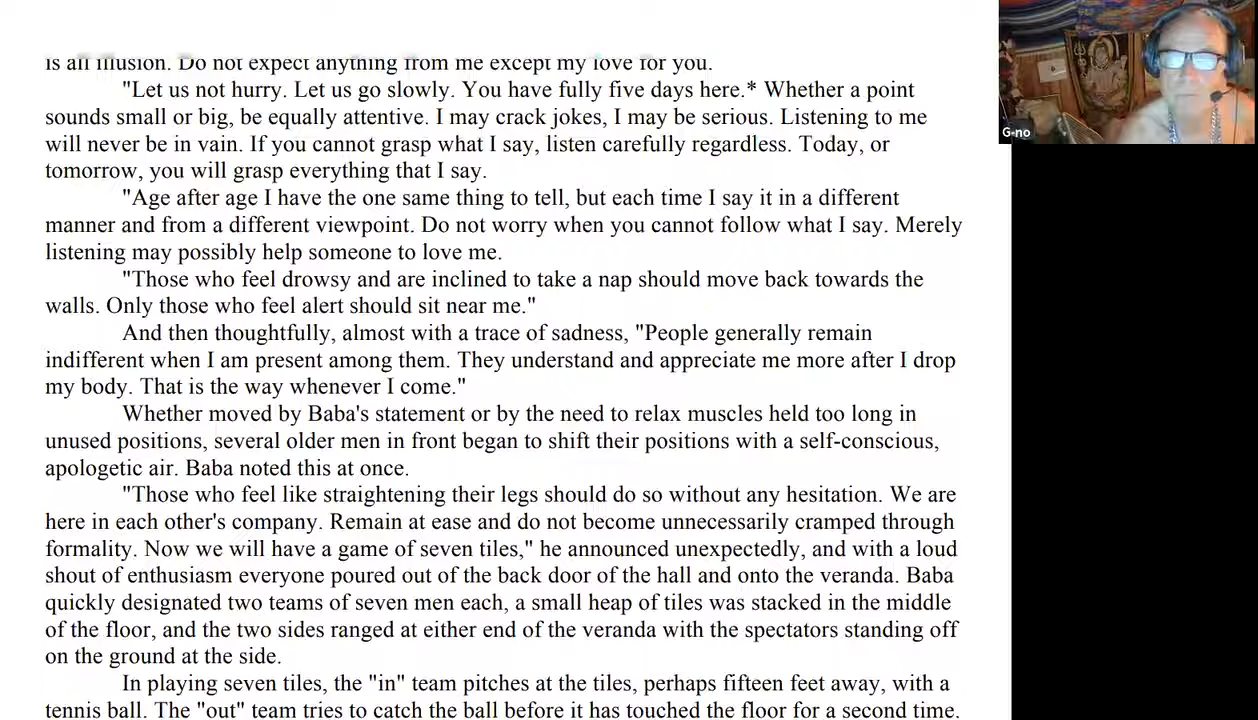 is all illusion. Do not expect anything from me except my love for you.
"Let us not hurry. Let us go slowly. You have fully five days here.* Whether a point
sounds small or big, be equally attentive. I may crack jokes, I may be serious. Listening to me
will never be in vain. If you cannot grasp what I say, listen carefully regardless. Today, or
tomorrow, you will grasp everything that I say.
"Age after age I have the one same thing to tell, but each time I say it in a different
manner and from a different viewpoint. Do not worry when you cannot follow what I say. Merely
listening may possibly help someone to love me.
"Those who feel drowsy and are inclined to take a nap should move back towards the
walls. Only those who feel alert should sit near me."
And then thoughtfully, almost with a trace of sadness, "People generally remain
indifferent when I am present among them. They understand and appreciate me more after I drop
my body. That is the way whenever I come."
Whether moved by Baba's statement or by the need to relax muscles held too long in
unused positions, several older men in front began to shift their positions with a self-conscious,
apologetic air. Baba noted this at once.
"Those who feel like straightening their legs should do so without any hesitation. We are
here in each other's company. Remain at ease and do not become unnecessarily cramped through
formality. Now we will have a game of seven tiles," he announced unexpectedly, and with a loud
shout of enthusiasm everyone poured out of the back door of the hall and onto the veranda. Baba
quickly designated two teams of seven men each, a small heap of tiles was stacked in the middle
of the floor, and the two sides ranged at either end of the veranda with the spectators standing off
on the ground at the side.
In playing seven tiles, the "in" team pitches at the tiles, perhaps fifteen feet away, with a
tennis ball. The "out" team tries to catch the ball before it has touched the floor for a second time.
G-no